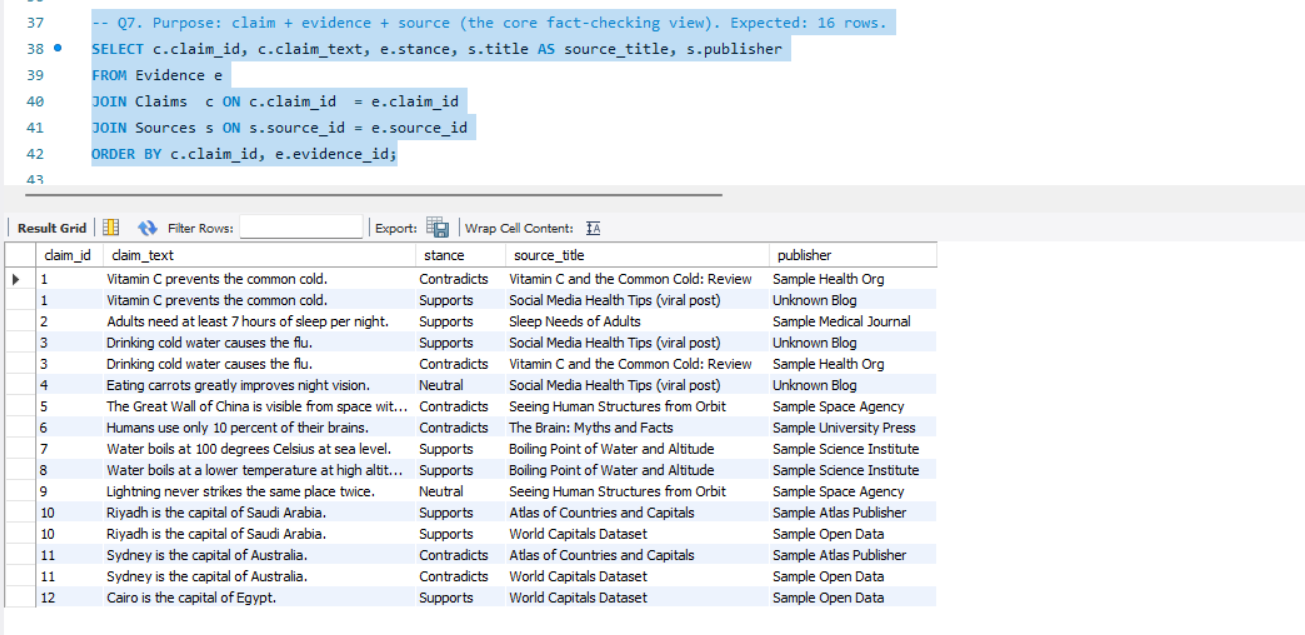 37 -- Q7. Purpose: claim + evidence + source (the core fact-checking view). Expected: 16 rows.
38 SELECT c.claim_id, c.claim_text, e.stance, s.title AS source_title, s.publisher
39 FROM Evidence e
40 JOIN Claims  c ON c.claim_id  = e.claim_id
41 JOIN Sources s ON s.source_id = e.source_id
42 ORDER BY c.claim_id, e.evidence_id;
43
Result Grid Filter Rows: Export: Wrap Cell Content:
claim_id claim_text stance source_title publisher
1 Vitamin C prevents the common cold. Contradicts Vitamin C and the Common Cold: Review Sample Health Org
1 Vitamin C prevents the common cold. Supports Social Media Health Tips (viral post) Unknown Blog
2 Adults need at least 7 hours of sleep per night. Supports Sleep Needs of Adults Sample Medical Journal
3 Drinking cold water causes the flu. Supports Social Media Health Tips (viral post) Unknown Blog
3 Drinking cold water causes the flu. Contradicts Vitamin C and the Common Cold: Review Sample Health Org
4 Eating carrots greatly improves night vision. Neutral Social Media Health Tips (viral post) Unknown Blog
5 The Great Wall of China is visible from space wit... Contradicts Seeing Human Structures from Orbit Sample Space Agency
6 Humans use only 10 percent of their brains. Contradicts The Brain: Myths and Facts Sample University Press
7 Water boils at 100 degrees Celsius at sea level. Supports Boiling Point of Water and Altitude Sample Science Institute
8 Water boils at a lower temperature at high altit... Supports Boiling Point of Water and Altitude Sample Science Institute
9 Lightning never strikes the same place twice. Neutral Seeing Human Structures from Orbit Sample Space Agency
10 Riyadh is the capital of Saudi Arabia. Supports Atlas of Countries and Capitals Sample Atlas Publisher
10 Riyadh is the capital of Saudi Arabia. Supports World Capitals Dataset Sample Open Data
11 Sydney is the capital of Australia. Contradicts Atlas of Countries and Capitals Sample Atlas Publisher
11 Sydney is the capital of Australia. Contradicts World Capitals Dataset Sample Open Data
12 Cairo is the capital of Egypt. Supports World Capitals Dataset Sample Open Data